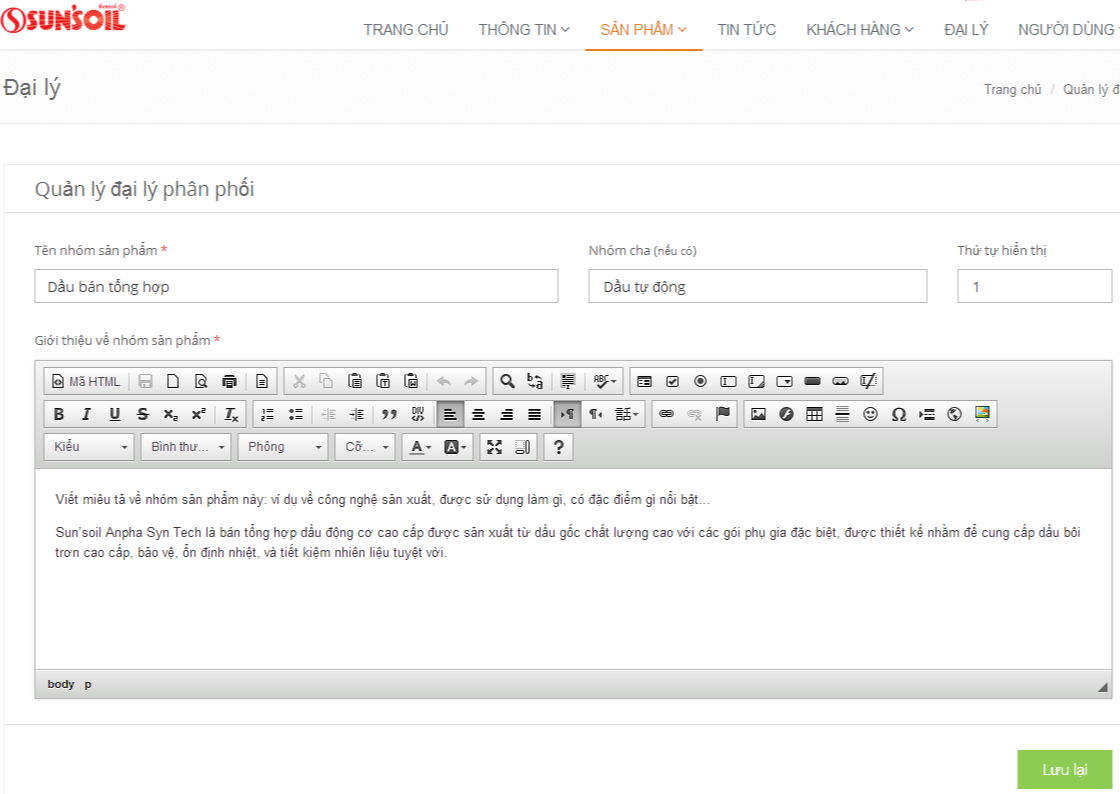 SUN'SOIL®
TRANG CHỦ THÔNG TIN SẢN PHẨM TIN TỨC KHÁCH HÀNG ĐẠI LÝ NGƯỜI DÙNG
Đại lý
Trang chủ / Quản lý đ
Quản lý đại lý phân phối
Tên nhóm sản phẩm * Nhóm cha (nếu có) Thứ tự hiển thị
Dầu bán tổng hợp Dầu tự động 1
Giới thiệu về nhóm sản phẩm *
Mã HTML
B I U S x₂ x² Ix
Kiểu Bình thư... Phông Cỡ... A A ?
Viết miêu tả về nhóm sản phẩm này: ví dụ về công nghệ sản xuất, được sử dụng làm gì, có đặc điểm gì nổi bật...
Sun'soil Anpha Syn Tech là bán tổng hợp dầu động cơ cao cấp được sản xuất từ dầu gốc chất lượng cao với các gói phụ gia đặc biệt, được thiết kế nhằm để cung cấp dầu bôi
trơn cao cấp, bảo vệ, ổn định nhiệt, và tiết kiệm nhiên liệu tuyệt vời.
body p
Lưu lại